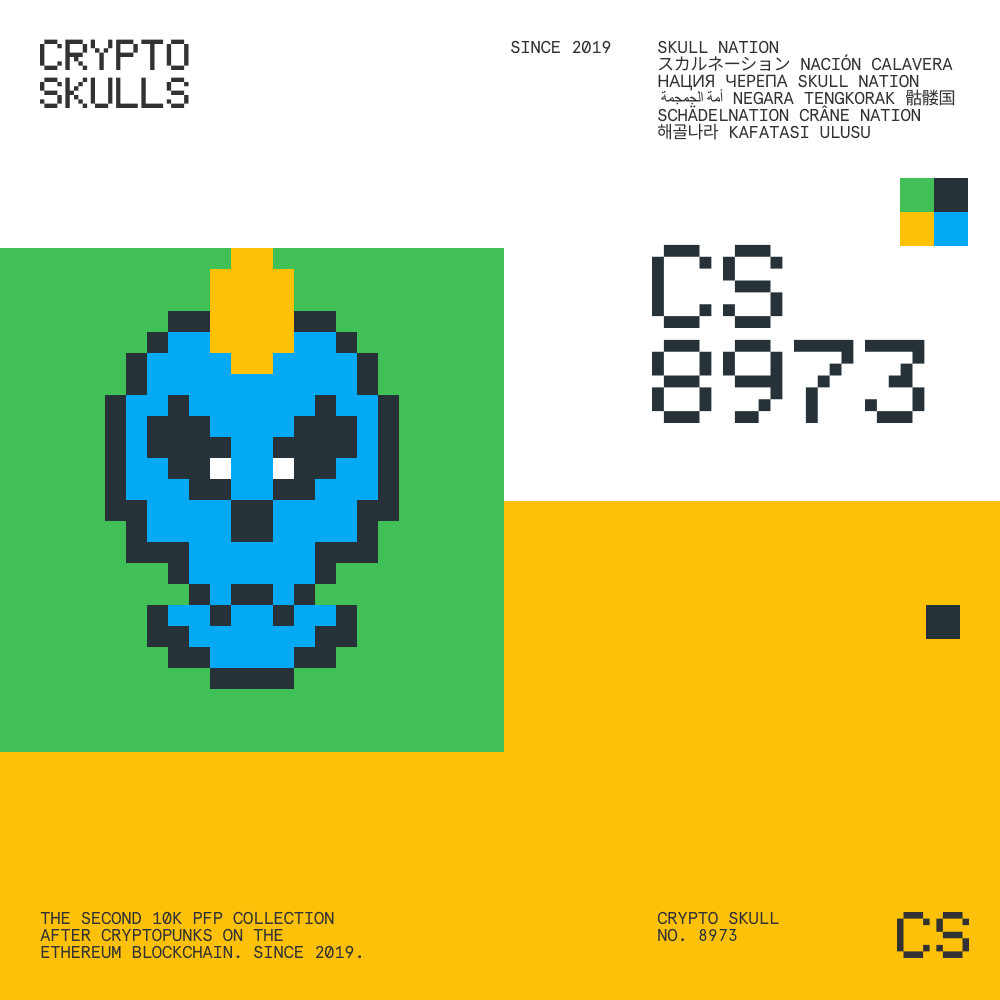 CRYPTO
SKULLS
SINCE 2019
SKULL NATION
スカルネーション NACIÓN CALAVERA
НАЦИЯ ЧЕРЕПА SKULL NATION
أمة الجمجمة NEGARA TENGKORAK 骷髅国
SCHÄDELNATION CRÂNE NATION
해골나라 KAFATASI ULUSU
CS
8973
THE SECOND 10K PFP COLLECTION
AFTER CRYPTOPUNKS ON THE
ETHEREUM BLOCKCHAIN. SINCE 2019.
CRYPTO SKULL
NO. 8973
CS